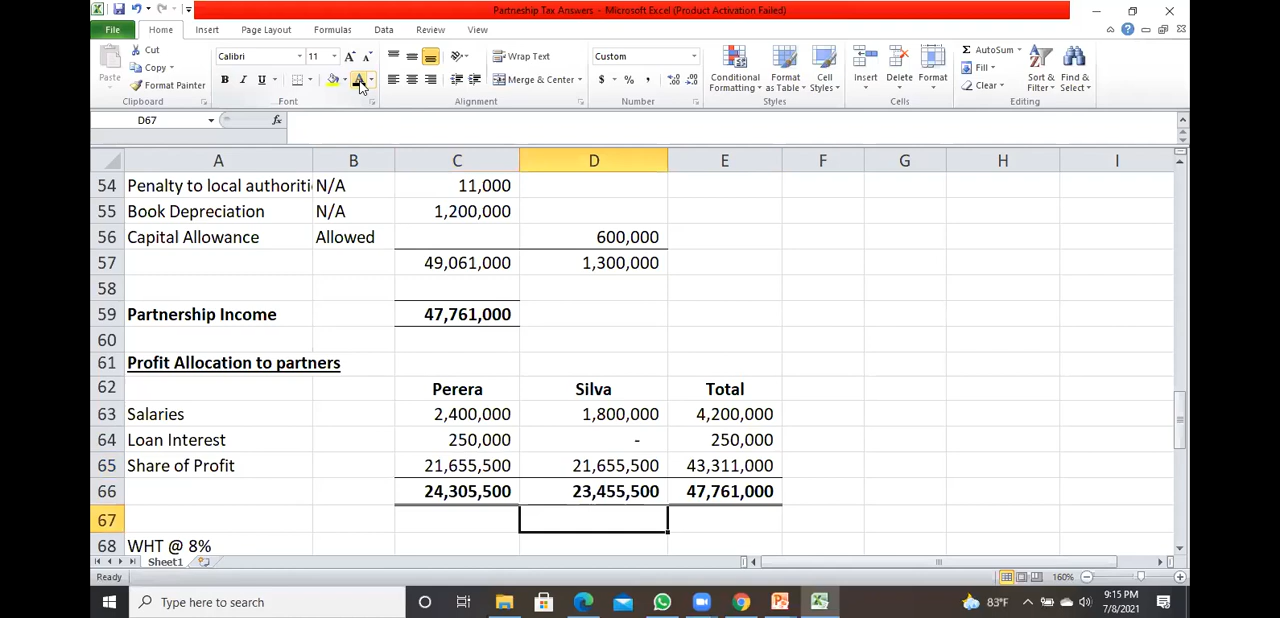 Partneship Tax Answers - Microsoft Excel (Product Activation Failed)
File Home Insert Page Layout Formulas Data Review View
Paste
Cut
Copy
Format Painter
Clipboard
Calibri 11
B I U
Font
Wrap Text
Merge & Center
Alignment
Custom
$ % ,
Number
Conditional Formatting
Format as Table
Cell Styles
Styles
Insert Delete Format
Cells
AutoSum
Fill
Clear
Sort & Filter
Find & Select
Editing
D67 fx
A B C D E F G H I
54 Penalty to local authoriti N/A 11,000
55 Book Depreciation N/A 1,200,000
56 Capital Allowance Allowed 600,000
57 49,061,000 1,300,000
58
59 Partnership Income 47,761,000
60
61 Profit Allocation to partners
62 Perera Silva Total
63 Salaries 2,400,000 1,800,000 4,200,000
64 Loan Interest 250,000 - 250,000
65 Share of Profit 21,655,500 21,655,500 43,311,000
66 24,305,500 23,455,500 47,761,000
67
68 WHT @ 8%
Sheet1
Ready 160%
Type here to search
83°F
9:15 PM
7/8/2021